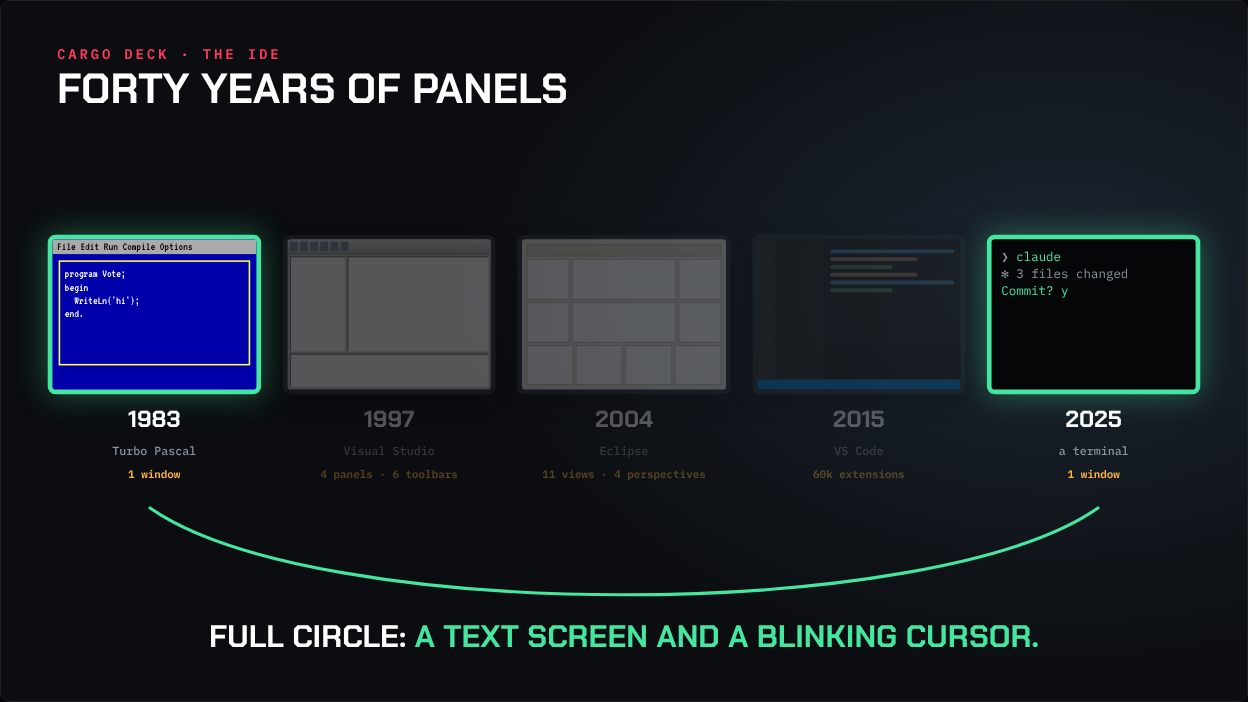 CARGO DECK · THE IDE
FORTY YEARS OF PANELS
File Edit Run Compile Options
program Vote;
begin
WriteLn('hi');
end.
❯ claude
✻ 3 files changed
Commit? y
1983
1997
2004
2015
2025
Turbo Pascal
Visual Studio
Eclipse
VS Code
a terminal
1 window
4 panels · 6 toolbars
11 views · 4 perspectives
60k extensions
1 window
FULL CIRCLE: A TEXT SCREEN AND A BLINKING CURSOR.